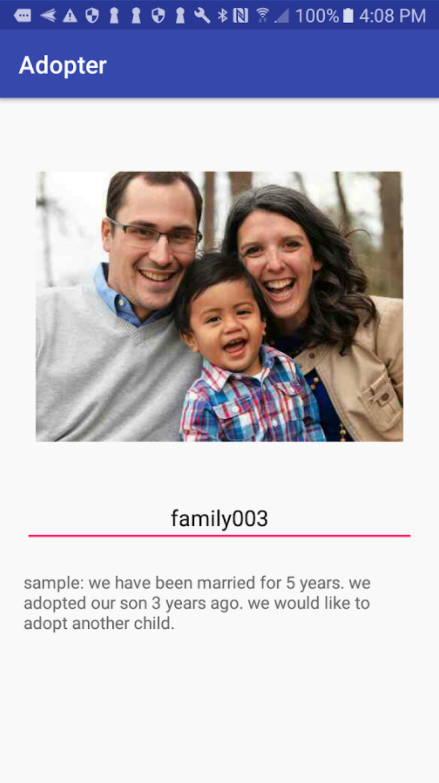 100% 4:08 PM
Adopter
family003
sample: we have been married for 5 years. we
adopted our son 3 years ago. we would like to
adopt another child.